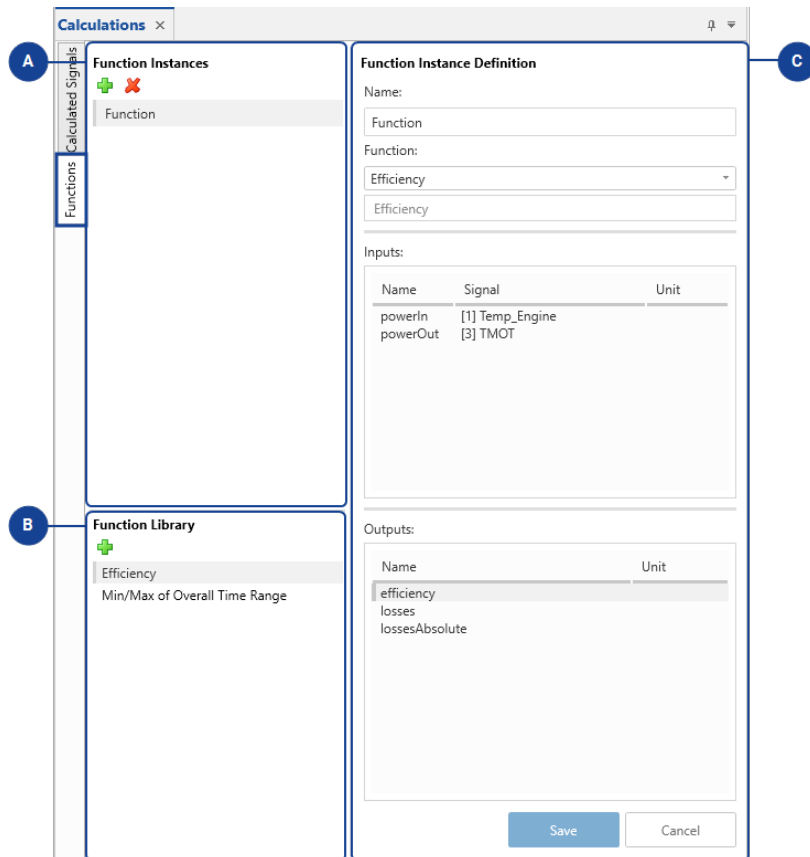 Calculations
A
Calculated Signals
Functions
Function Instances
Function
B
Function Library
Efficiency
Min/Max of Overall Time Range
C
Function Instance Definition
Name:
Function
Function:
Efficiency
Efficiency
Inputs:
Name Signal Unit
powerIn [1] Temp_Engine
powerOut [3] TMOT
Outputs:
Name Unit
efficiency
losses
lossesAbsolute
Save Cancel